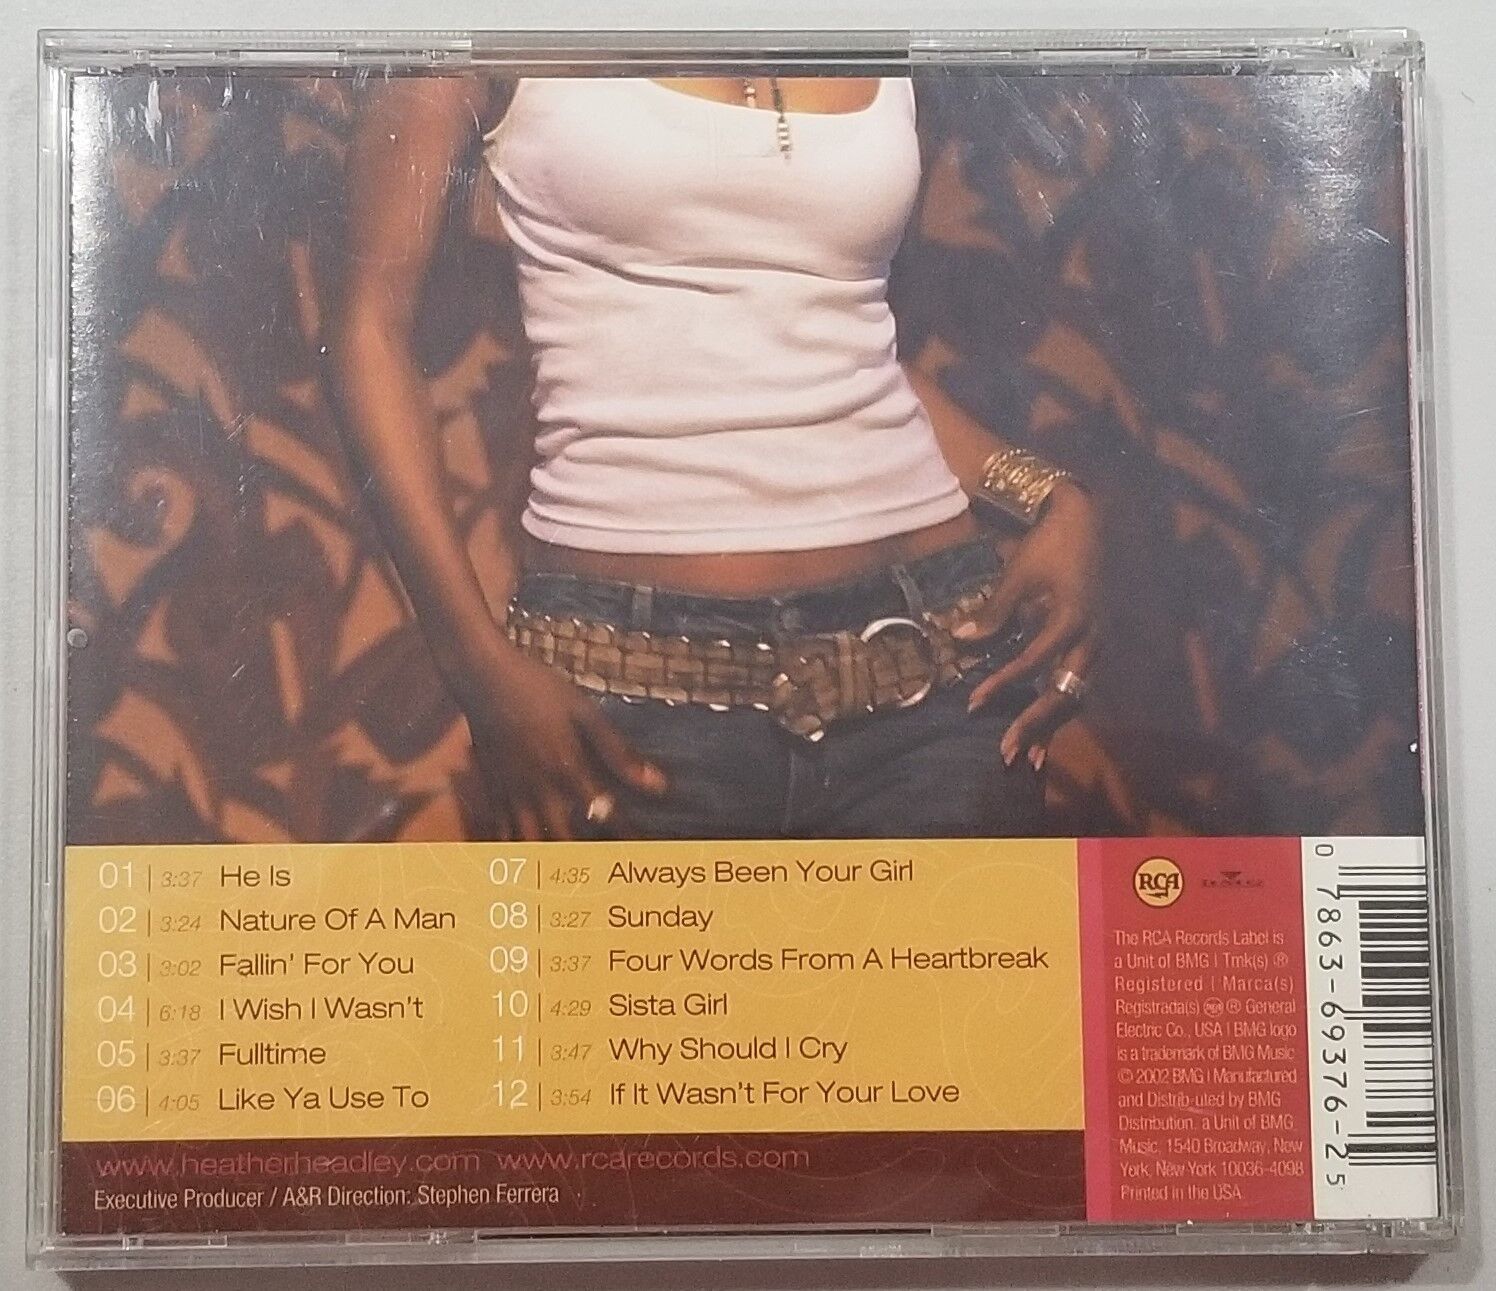 01 | 3:37 He Is
02 | 3:24 Nature Of A Man
03 | 3:02 Fallin' For You
04 | 6:18 I Wish I Wasn't
05 | 3:37 Fulltime
06 | 4:05 Like Ya Use To
07 | 4:35 Always Been Your Girl
08 | 3:27 Sunday
09 | 3:37 Four Words From A Heartbreak
10 | 4:29 Sista Girl
11 | 3:47 Why Should I Cry
12 | 3:54 If It Wasn't For Your Love
www.heatherheadley.com www.rcarecords.com
Executive Producer / A&R Direction: Stephen Ferrera
RCA
The RCA Records Label is
a Unit of BMG | Tmk(s) ®
Registered | Marca(s)
Registrada(s) RCA ® General
Electric Co., USA | BMG logo
is a trademark of BMG Music
© 2002 BMG | Manufactured
and Distrib-uted by BMG
Distribution, a Unit of BMG
Music, 1540 Broadway, New
York, New York 10036-4098
Printed in the USA
0 7863-69376-2 5